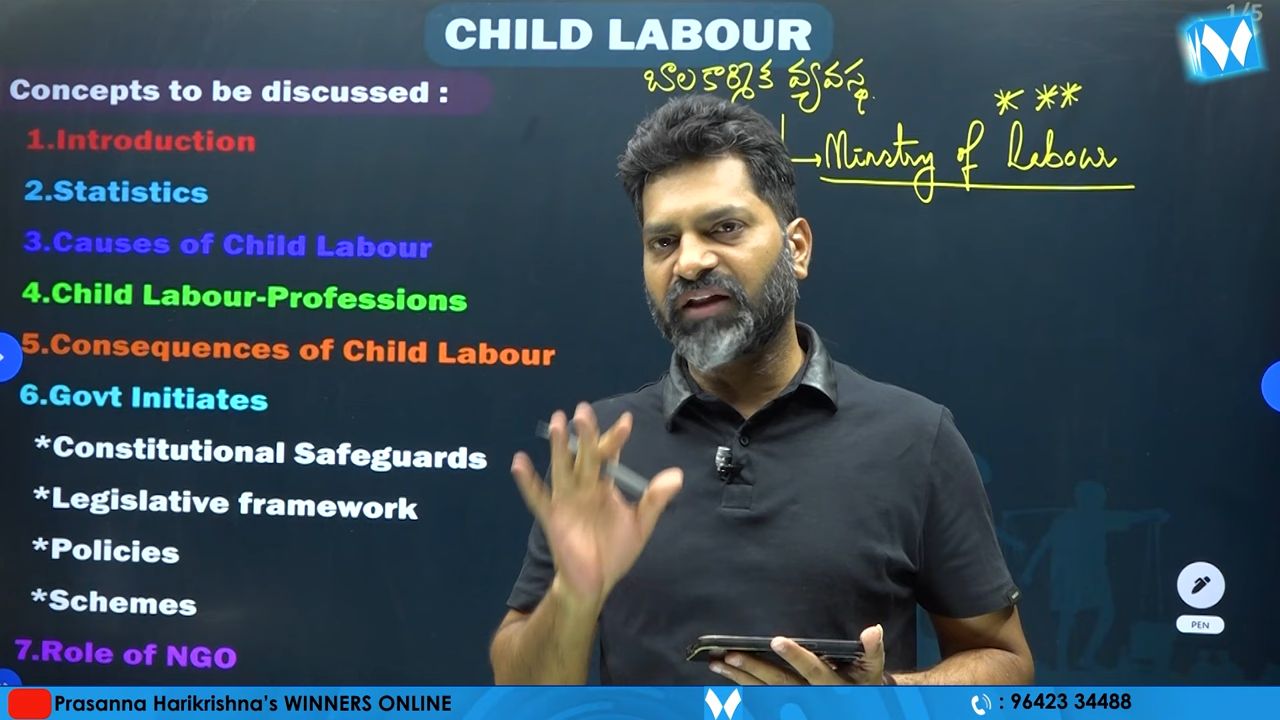 1/5
CHILD LABOUR
బాలకార్మిక వ్యవస్థ
Concepts to be discussed :
* **
→ Minstry of Labour
1.Introduction
2.Statistics
3.Causes of Child Labour
4.Child Labour-Professions
5.Consequences of Child Labour
6.Govt Initiates
*Constitutional Safeguards
*Legislative framework
*Policies
*Schemes
7.Role of NGO
PEN
Prasanna Harikrishna's WINNERS ONLINE
: 96423 34488